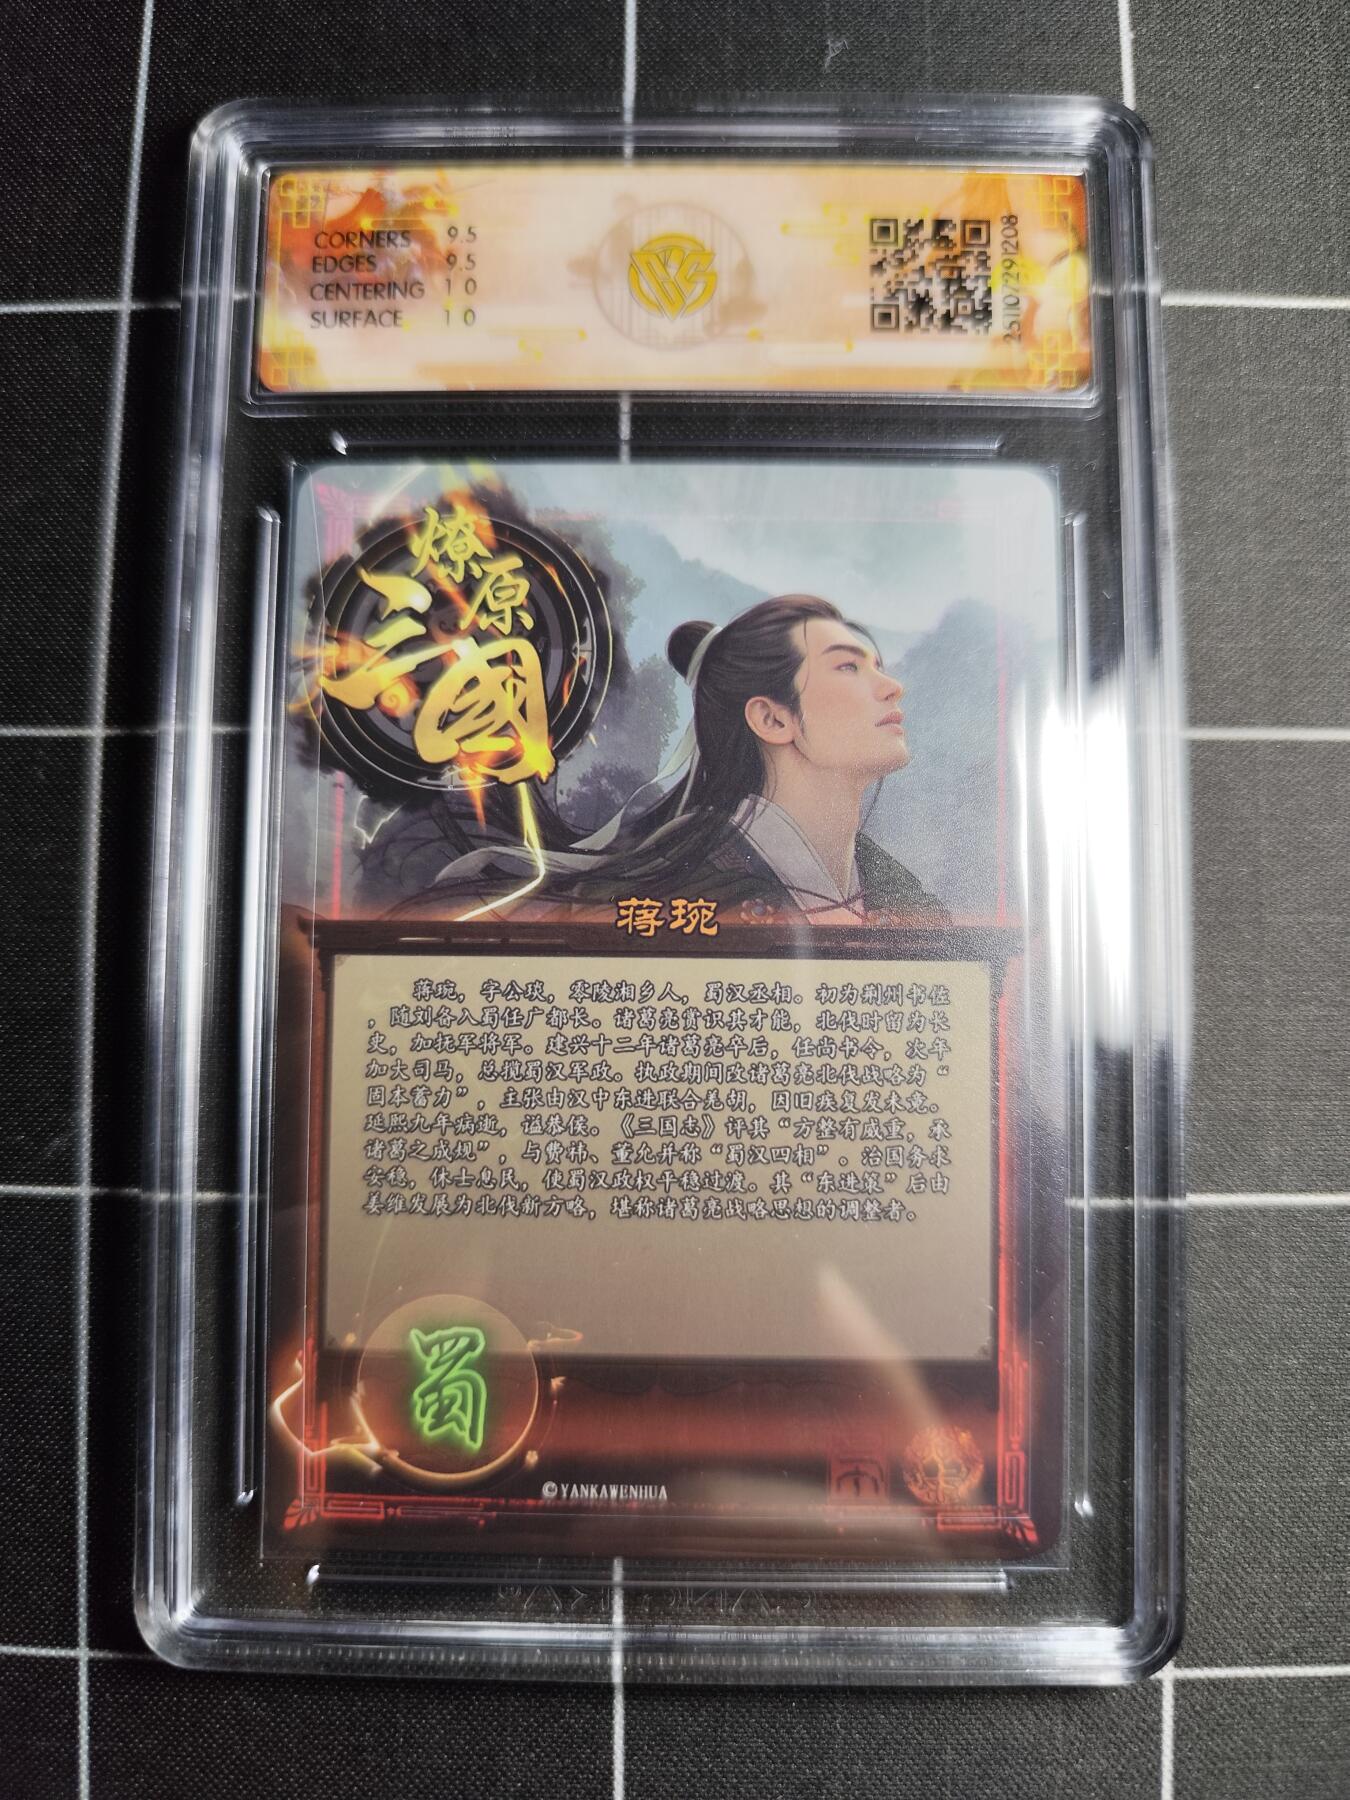 CORNERS 9.5
EDGES 9.5
CENTERING 10
SURFACE 10
251107291208
燎原
三國
蒋琬
蒋琬，字公琰，零陵湘乡人，蜀汉丞相。初为荆州书佐
，随刘备入蜀任广都长。诸葛亮赏识其才能，北伐时留为长
史，加抚军将军。建兴十二年诸葛亮卒后，任尚书令，次年
加大司马，总揽蜀汉军政。执政期间改诸葛亮北伐战略为“
固本蓄力”，主张由汉中东进联合羌胡，因旧疾复发未竟。
延熙九年病逝，谥恭侯。《三国志》评其“方整有威重，承
诸葛之成规”，与费祎、董允并称“蜀汉四相”。治国务求
安稳，休士息民，使蜀汉政权平稳过渡。其“东进策”后由
姜维发展为北伐新方略，堪称诸葛亮战略思想的调整者。
蜀
©YANKAWENHUA